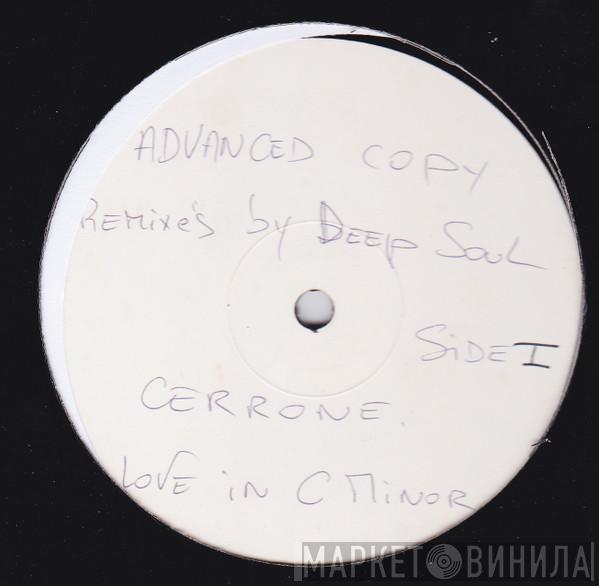 ADVANCED COPY
REMIXE'S by DEEP SOUL
SIDE I
CERRONE.
LOVE iN C MINOR
МАРКЕТ ВИНИЛА